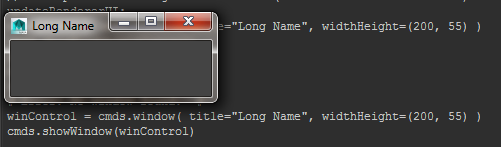 updateRendererUI;
Long Name
="Long Name", widthHeight=(200, 55) )
winControl = cmds.window( title="Long Name", widthHeight=(200, 55) )
cmds.showWindow(winControl)